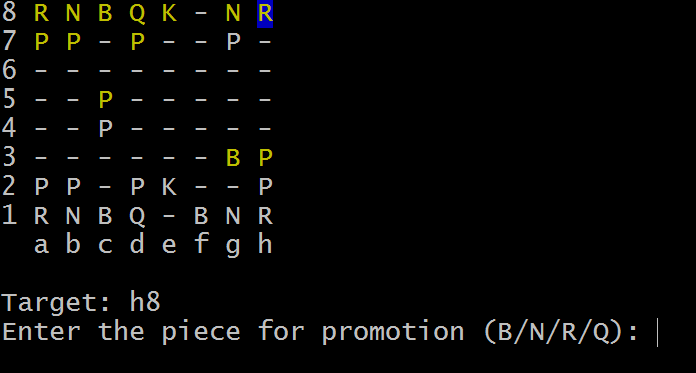 8 R N B Q K - N R
7 P P - P - - P -
6 - - - - - - - -
5 - - P - - - - -
4 - - P - - - - -
3 - - - - - - B P
2 P P - P K - - P
1 R N B Q - B N R
a b c d e f g h
Target: h8
Enter the piece for promotion (B/N/R/Q):